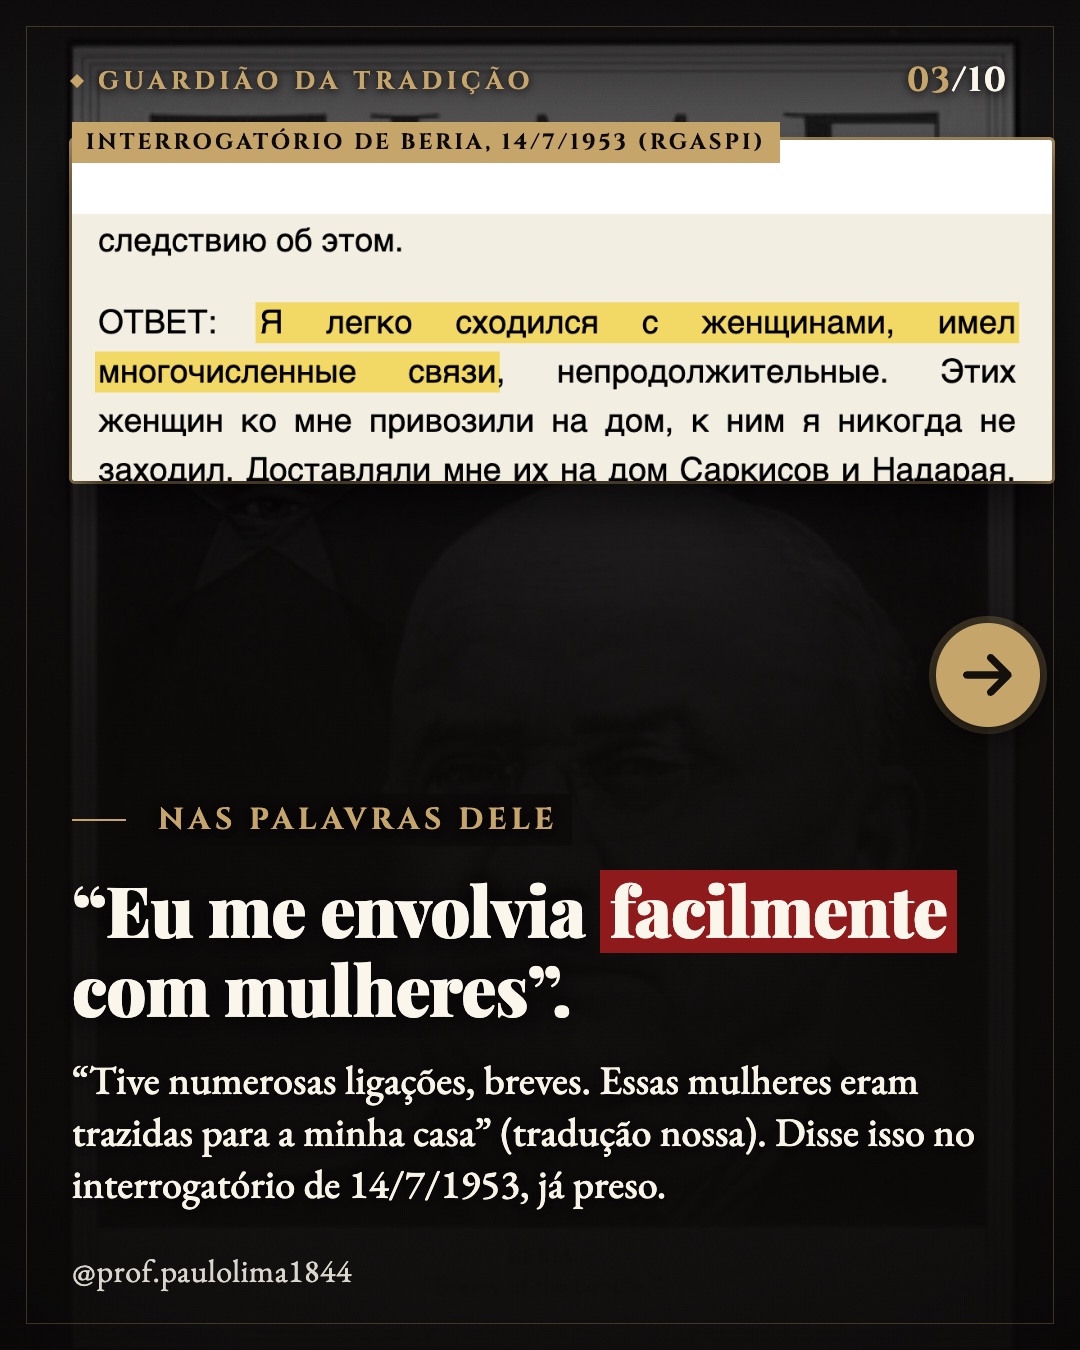 GUARDIÃO DA TRADIÇÃO
03/10
INTERROGATÓRIO DE BERIA, 14/7/1953 (RGASPI)
следствию об этом.
ОТВЕТ: Я легко сходился с женщинами, имел
многочисленные связи, непродолжительные. Этих
женщин ко мне привозили на дом, к ним я никогда не
заходил. Доставляли мне их на дом Саркисов и Надарая.
NAS PALAVRAS DELE
“Eu me envolvia facilmente
com mulheres”.
“Tive numerosas ligações, breves. Essas mulheres eram
trazidas para a minha casa” (tradução nossa). Disse isso no
interrogatório de 14/7/1953, já preso.
@prof.paulolima1844